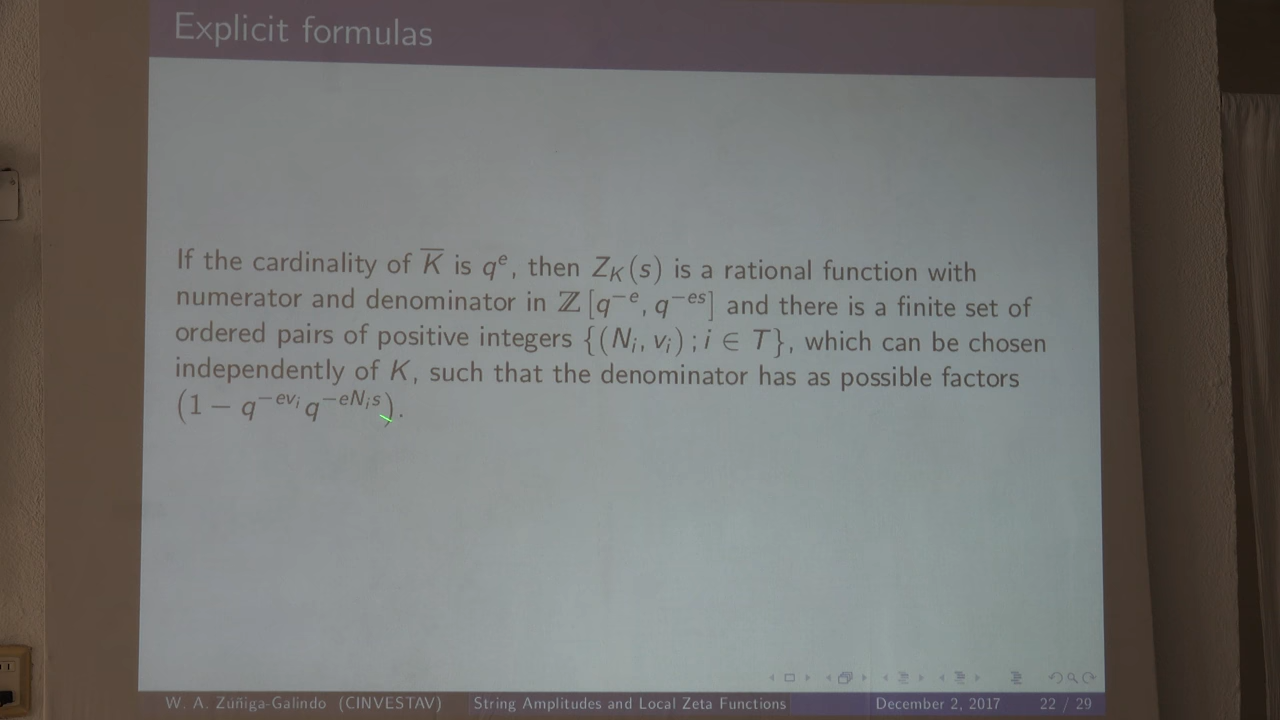 Explicit formulas
If the cardinality of K̅ is qᵉ, then Z_K(s) is a rational function with
numerator and denominator in ℤ [q^{−e}, q^{−es}] and there is a finite set of
ordered pairs of positive integers {(N_i, v_i) ; i ∈ T}, which can be chosen
independently of K, such that the denominator has as possible factors
(1 − q^{−ev_i} q^{−eN_i s}).
W. A. Zúñiga-Galindo (CINVESTAV) String Amplitudes and Local Zeta Functions December 2, 2017 22 / 29